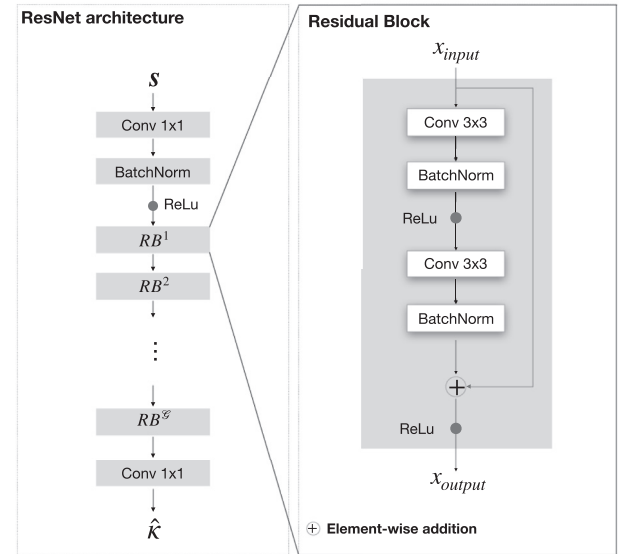 ResNet architecture
s
Conv 1x1
BatchNorm
ReLu
RB¹
RB²
⋮
RB𝒢
Conv 1x1
κ̂
Residual Block
x_input
Conv 3x3
BatchNorm
ReLu
Conv 3x3
BatchNorm
+
ReLu
x_output
⊕ Element-wise addition